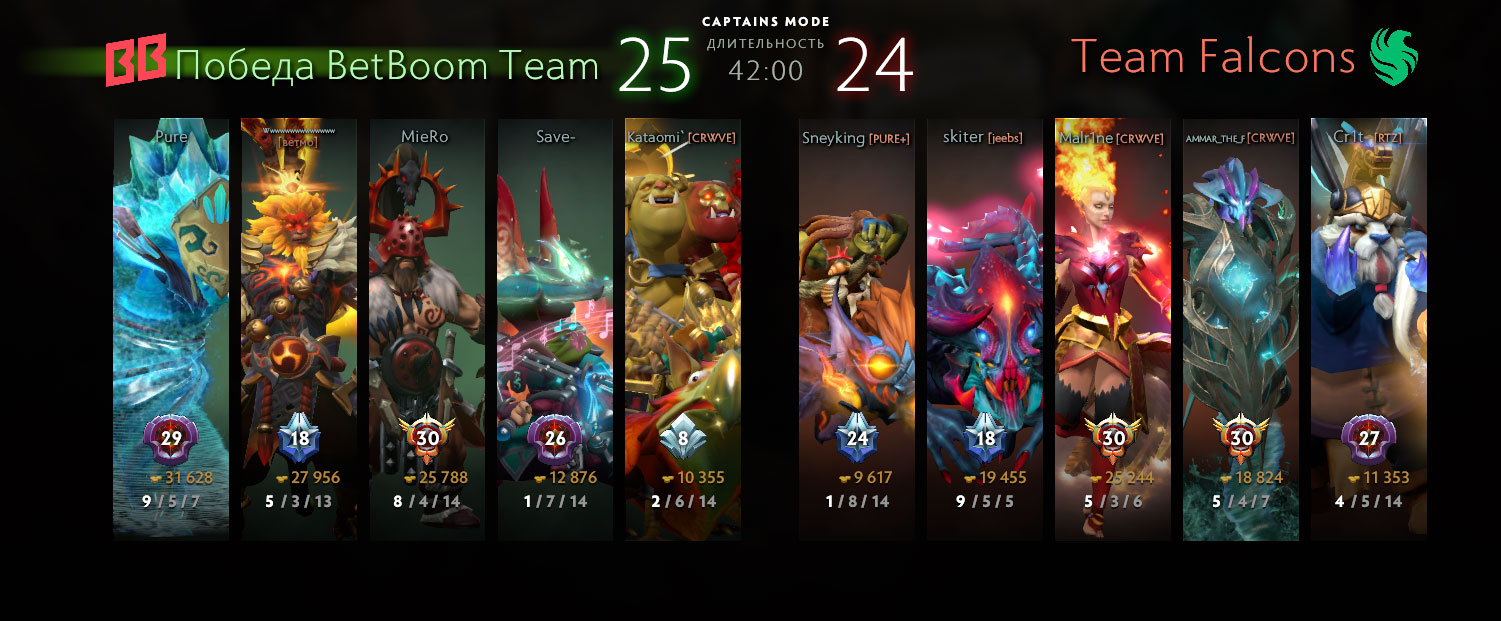 CAPTAINS MODE
BB Победа BetBoom Team 25 ДЛИТЕЛЬНОСТЬ 24 Team Falcons
42:00
Pure
[ветмо]
MieRo
Save-
Kataomi` [CRWVE]
Sneyking [PURE+]
skiter [jeebs]
Malr1ne [CRWVE]
AMMAR_THE_F [CRWVE]
Cr1t- [RTZ]
29 18 30 26 8 24 18 30 30 27
31 628 27 956 25 788 12 876 10 355 9 617 19 455 25 244 18 824 11 353
9 / 5 / 7 5 / 3 / 13 8 / 4 / 14 1 / 7 / 14 2 / 6 / 14 1 / 8 / 14 9 / 5 / 5 5 / 3 / 6 5 / 4 / 7 4 / 5 / 14